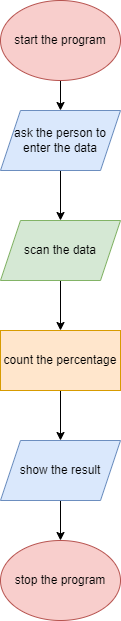 start the program
ask the person to
enter the data
scan the data
count the percentage
show the result
stop the program